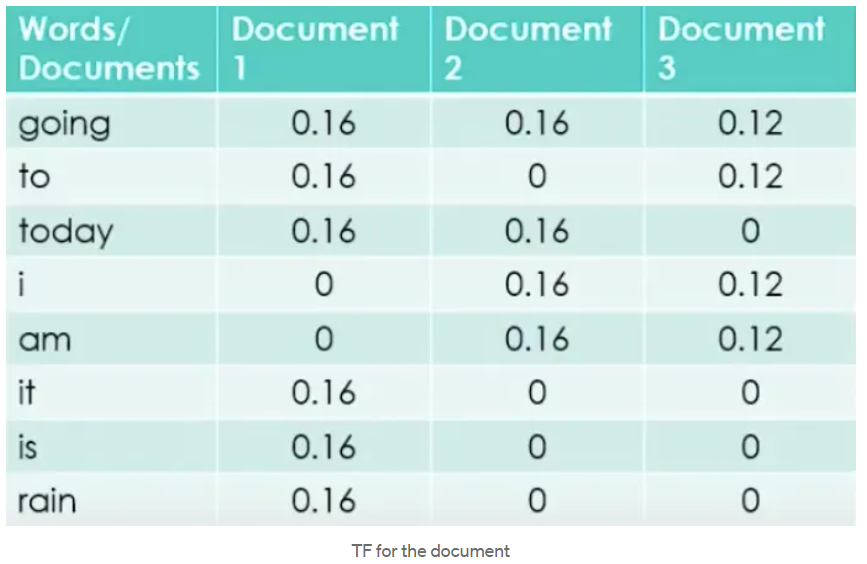 Words/ Documents Document 1 Document 2 Document 3
going 0.16 0.16 0.12
to 0.16 0 0.12
today 0.16 0.16 0
i 0 0.16 0.12
am 0 0.16 0.12
it 0.16 0 0
is 0.16 0 0
rain 0.16 0 0
TF for the document